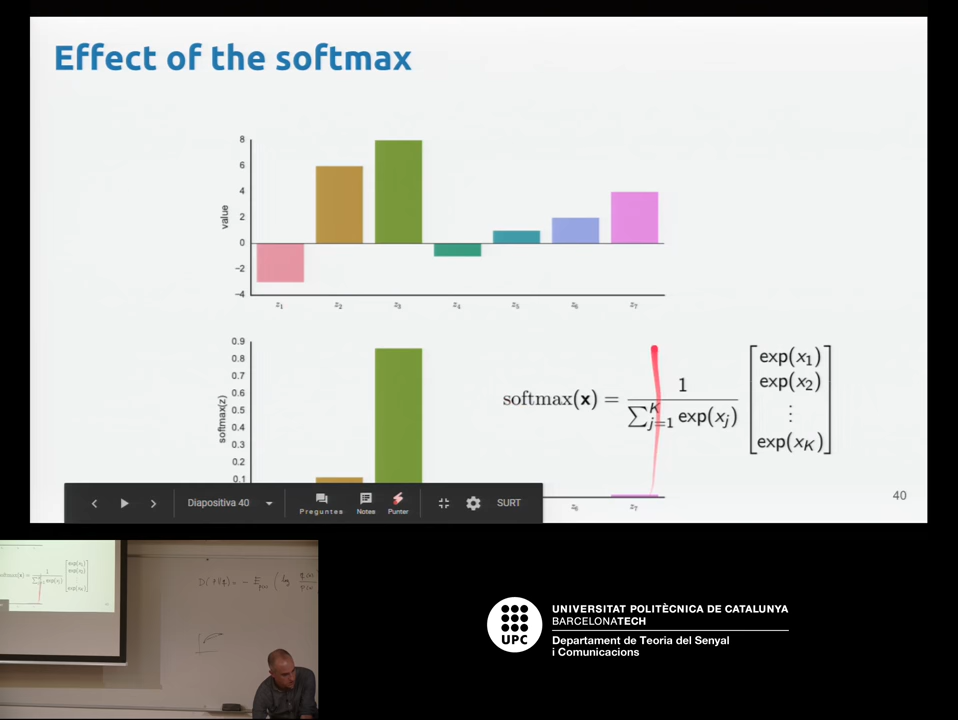 Effect of the softmax
8
6
4
2
0
−2
−4
value
z1 z2 z3 z4 z5 z6 z7
0.9
0.8
0.7
0.6
0.5
0.4
0.3
0.2
0.1
softmax(z)
softmax(x) = 1 / ∑_{j=1}^{K} exp(x_j) [exp(x_1) exp(x_2) ⋮ exp(x_K)]
z6 z7
40
Diapositiva 40
Preguntes
Notes
Punter
SURT
UPC
UNIVERSITAT POLITÈCNICA DE CATALUNYA
BARCELONATECH
Departament de Teoria del Senyal
i Comunicacions